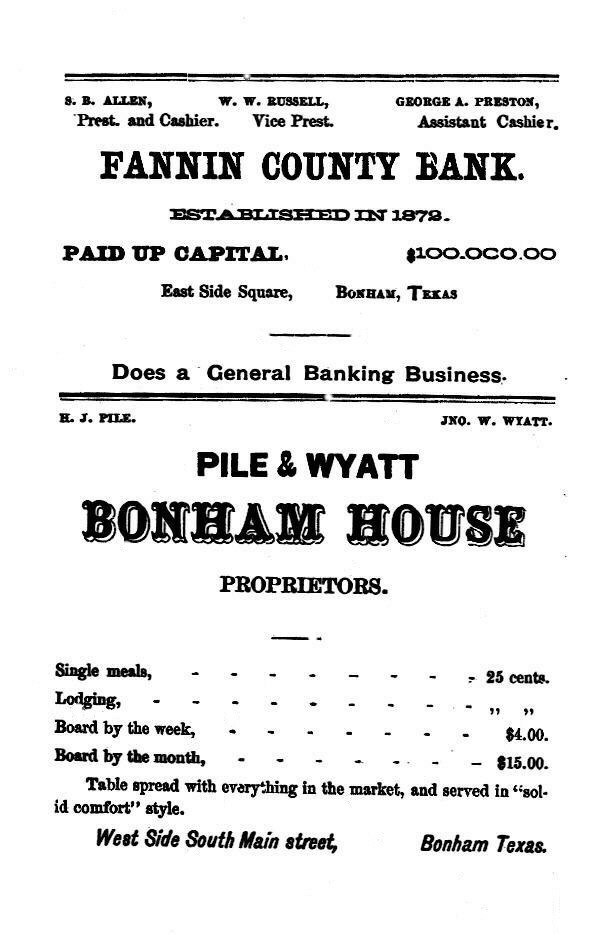 S. B. ALLEN, W. W. RUSSELL, GEORGE A. PRESTON,
Prest. and Cashier. Vice Prest. Assistant Cashier.
FANNIN COUNTY BANK.
ESTABLISHED IN 1872.
PAID UP CAPITAL, $100.000.00
East Side Square, BONHAM, TEXAS
Does a General Banking Business.
H. J. PILE. JNO. W. WYATT.
PILE & WYATT
BONHAM HOUSE
PROPRIETORS.
Single meals, - - - - - - - - 25 cents.
Lodging, - - - - - - - - - „ „
Board by the week, - - - - - - - $4.00.
Board by the month, - - - - - - - $15.00.
Table spread with everything in the market, and served in "sol-
id comfort" style.
West Side South Main street, Bonham Texas.